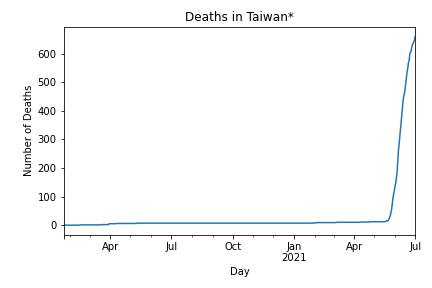 Deaths in Taiwan*
Number of Deaths
600
500
400
300
200
100
0
Apr
Jul
Oct
Jan
2021
Apr
Jul
Day